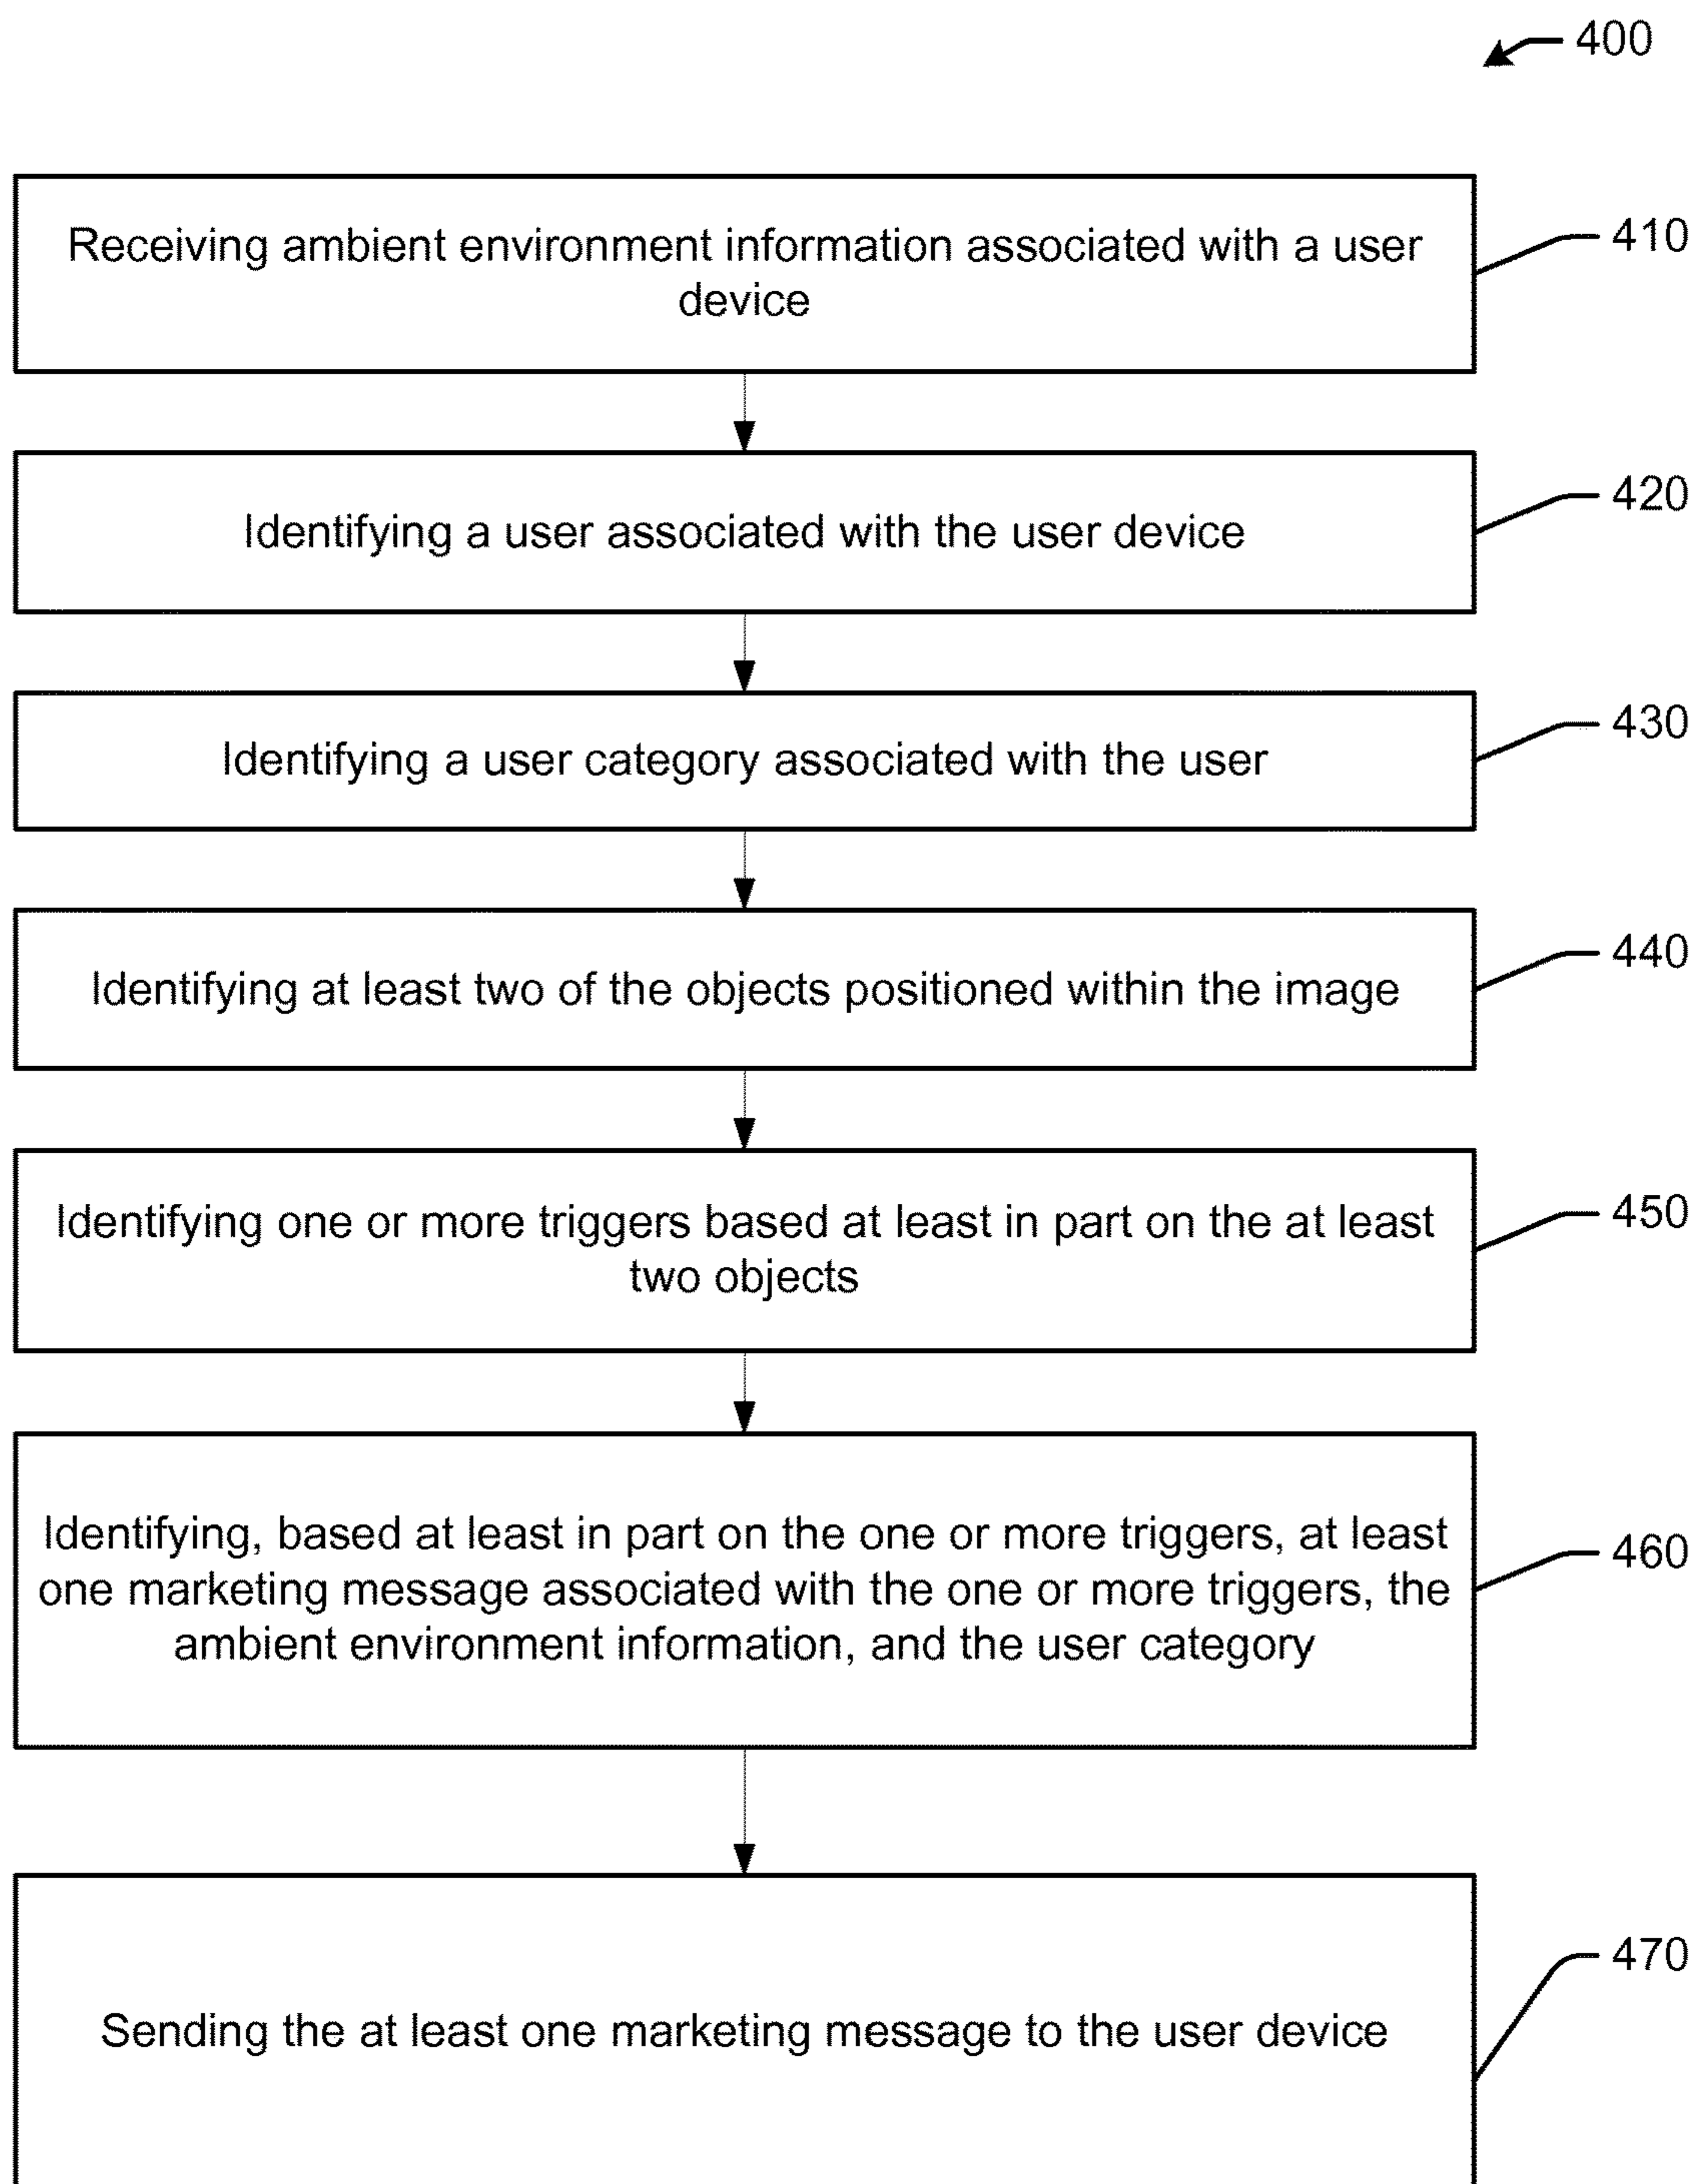 400
Receiving ambient environment information associated with a user
device
410
Identifying a user associated with the user device
420
Identifying a user category associated with the user
430
Identifying at least two of the objects positioned within the image
440
Identifying one or more triggers based at least in part on the at least
two objects
450
Identifying, based at least in part on the one or more triggers, at least
one marketing message associated with the one or more triggers, the
ambient environment information, and the user category
460
Sending the at least one marketing message to the user device
470